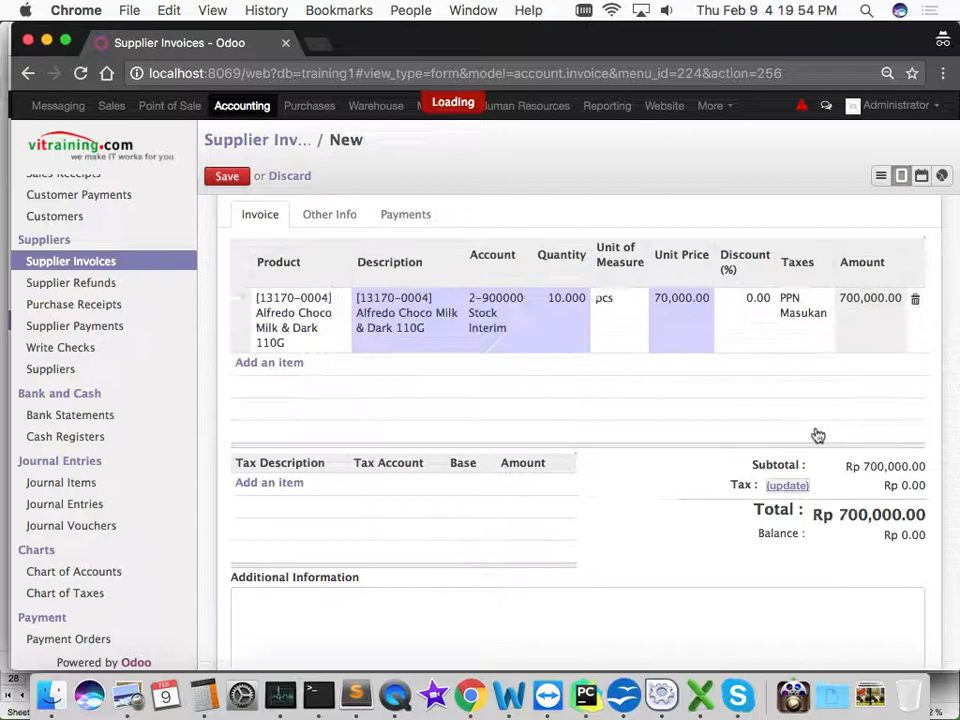 Chrome File Edit View History Bookmarks People Window Help Thu Feb 9 4 19 54 PM
Supplier Invoices - Odoo
localhost:8069/web?db=training1#view_type=form&model=account.invoice&menu_id=224&action=256
Messaging Sales Point of Sale Accounting Purchases Warehouse Loading uman Resources Reporting Website More Administrator
vitraining.com
we make IT works for you
Supplier Inv... / New
Save or Discard
Sales Receipts
Customer Payments
Customers
Suppliers
Supplier Invoices
Supplier Refunds
Purchase Receipts
Supplier Payments
Write Checks
Suppliers
Bank and Cash
Bank Statements
Cash Registers
Journal Entries
Journal Items
Journal Entries
Journal Vouchers
Charts
Chart of Accounts
Chart of Taxes
Payment
Payment Orders
Powered by Odoo
Invoice Other Info Payments
Product Description Account Quantity Unit of Measure Unit Price Discount (%) Taxes Amount
[13170-0004] [13170-0004] 2-900000 10.000 pcs 70,000.00 0.00 PPN 700,000.00
Alfredo Choco Alfredo Choco Milk Stock Masukan
Milk & Dark & Dark 110G Interim
110G
Add an item
Tax Description Tax Account Base Amount
Add an item
Subtotal : Rp 700,000.00
Tax : (update) Rp 0.00
Total : Rp 700,000.00
Balance : Rp 0.00
Additional Information
28
Sheet
2 %